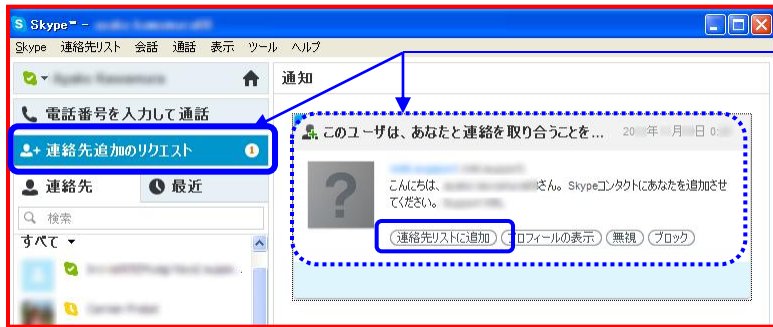 Skype™ -
Skype 連絡先リスト 会話 通話 表示 ツール ヘルプ
通知
電話番号を入力して通話
連絡先追加のリクエスト 1
連絡先 最近
検索
すべて
このユーザは、あなたと連絡を取り合うことを... 20 年 月 日 0:
こんにちは、 さん。Skypeコンタクトにあなたを追加させ
てください。
連絡先リストに追加 プロフィールの表示 無視 ブロック